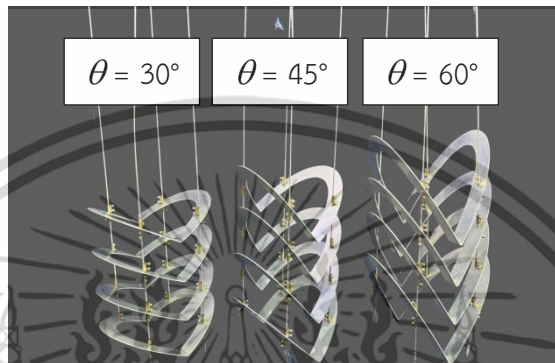 θ = 30°
θ = 45°
θ = 60°